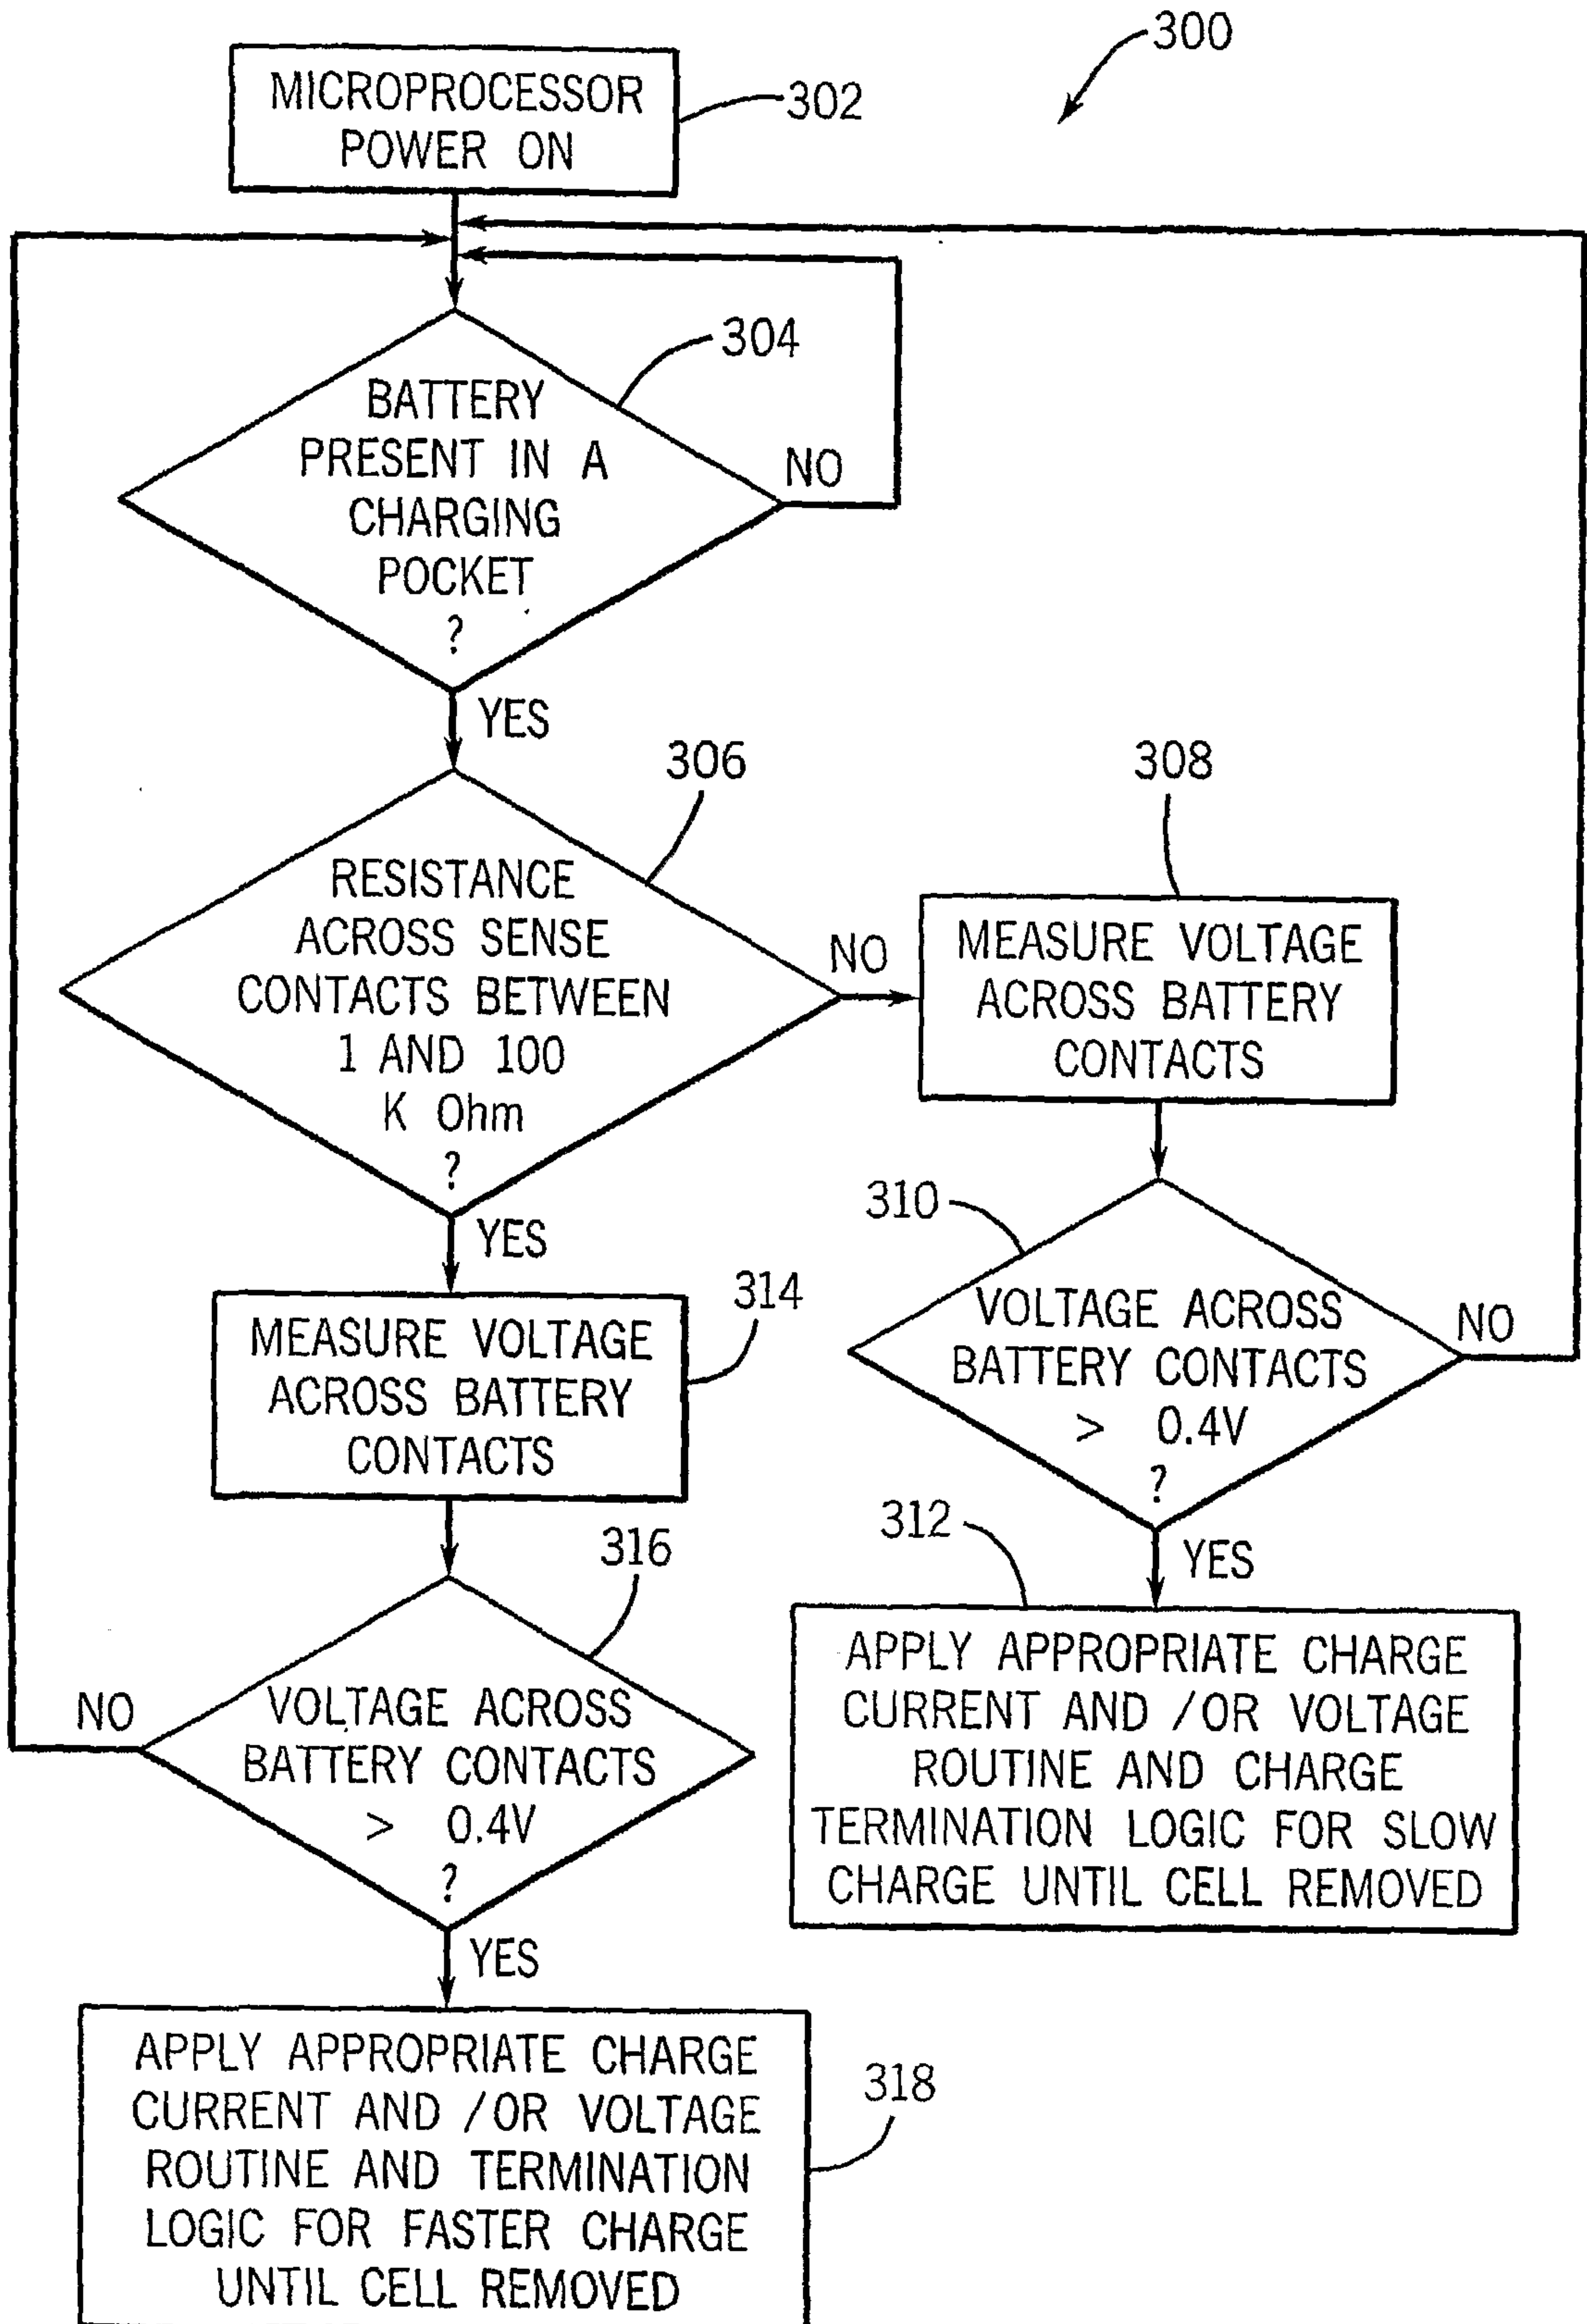 300
MICROPROCESSOR
POWER ON
302
304
BATTERY
PRESENT IN A
CHARGING
POCKET
?
NO
YES
306
RESISTANCE
ACROSS SENSE
CONTACTS BETWEEN
1 AND 100
K Ohm
?
NO
YES
308
MEASURE VOLTAGE
ACROSS BATTERY
CONTACTS
310
VOLTAGE ACROSS
BATTERY CONTACTS
> 0.4V
?
NO
YES
312
APPLY APPROPRIATE CHARGE
CURRENT AND /OR VOLTAGE
ROUTINE AND CHARGE
TERMINATION LOGIC FOR SLOW
CHARGE UNTIL CELL REMOVED
314
MEASURE VOLTAGE
ACROSS BATTERY
CONTACTS
316
VOLTAGE ACROSS
BATTERY CONTACTS
> 0.4V
?
NO
YES
318
APPLY APPROPRIATE CHARGE
CURRENT AND /OR VOLTAGE
ROUTINE AND TERMINATION
LOGIC FOR FASTER CHARGE
UNTIL CELL REMOVED